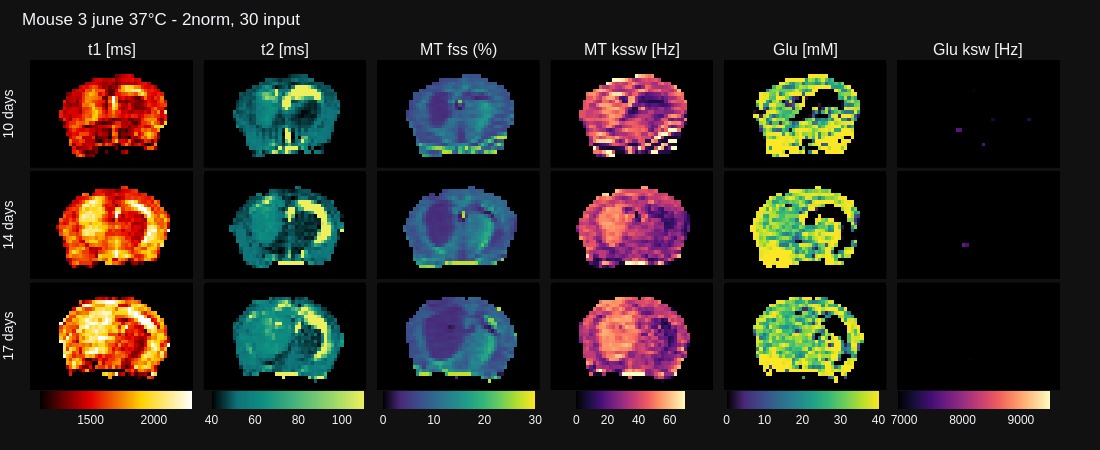 Mouse 3 june 37°C - 2norm, 30 input
t1 [ms] t2 [ms] MT fss (%) MT kssw [Hz] Glu [mM] Glu ksw [Hz]
10 days
14 days
17 days
1500 2000 40 60 80 100 0 10 20 30 0 20 40 60 0 10 20 30 40 7000 8000 9000